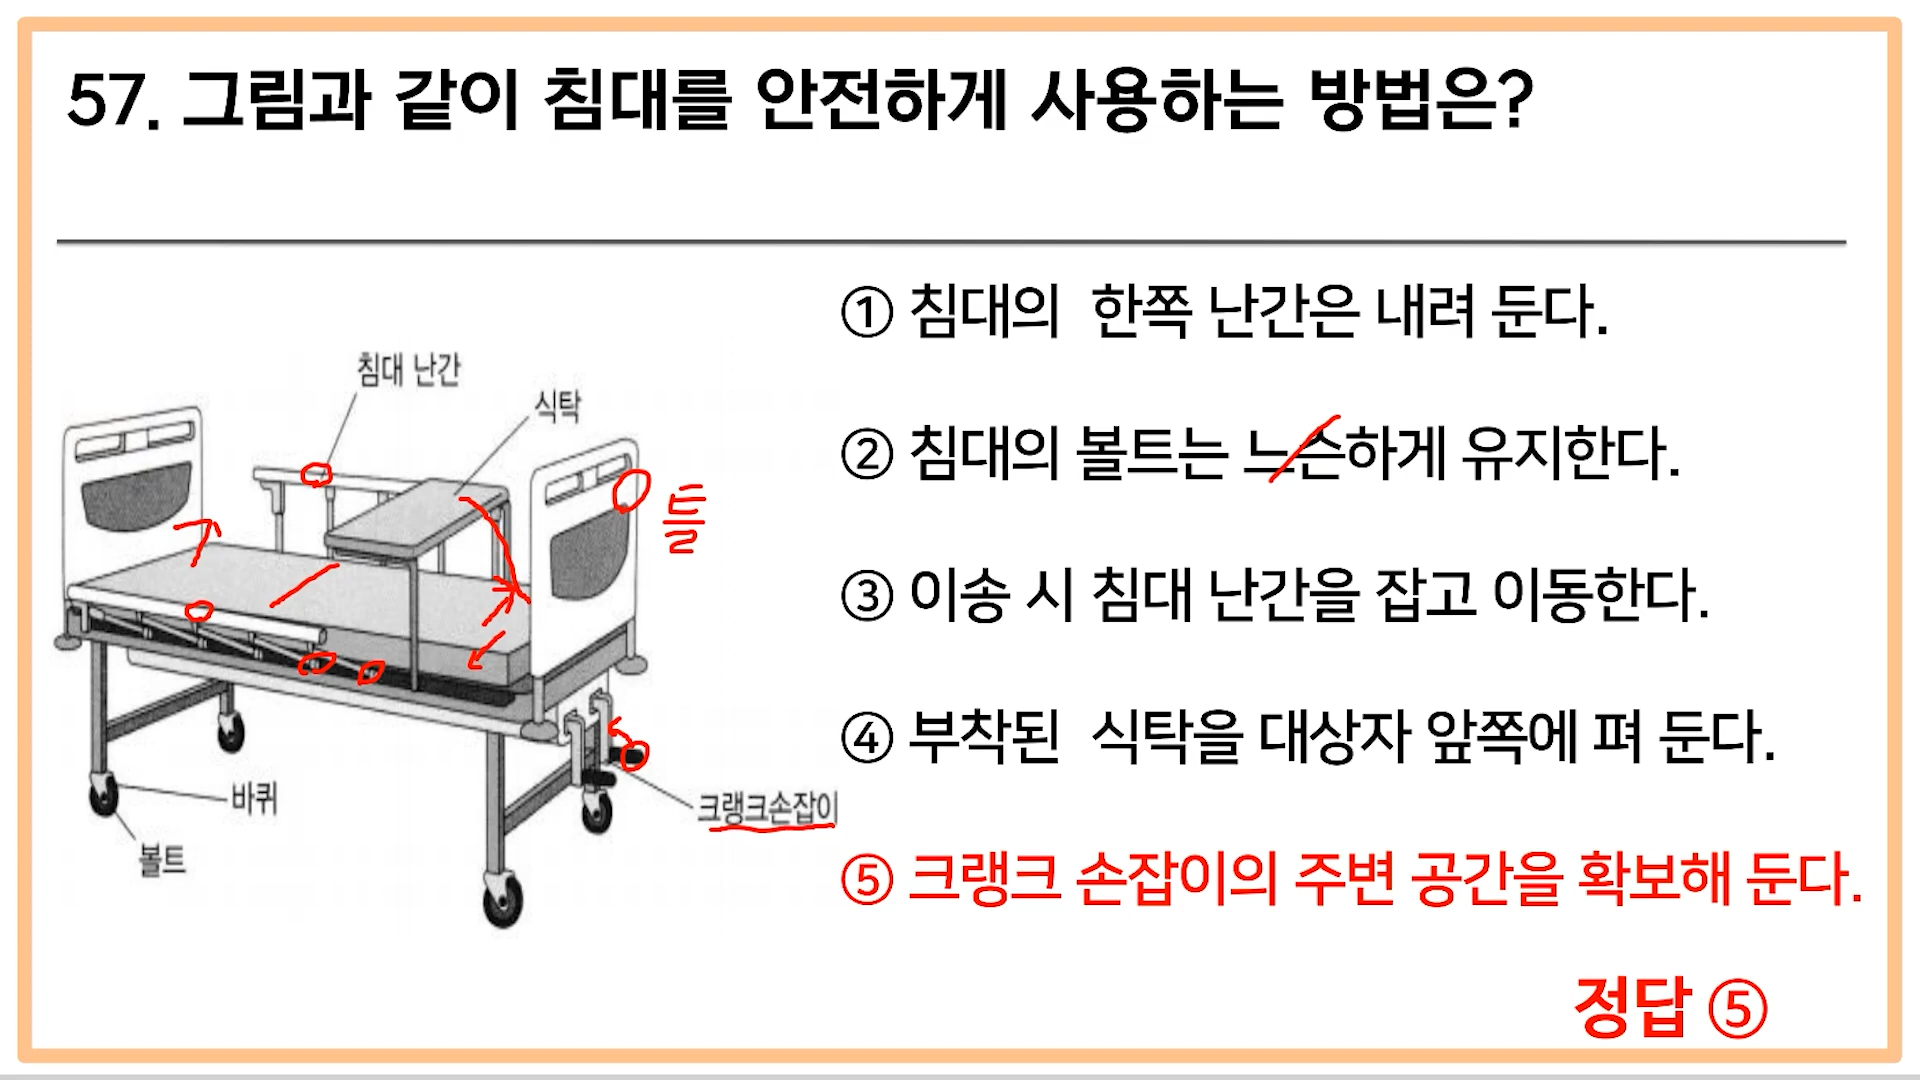 57. 그림과 같이 침대를 안전하게 사용하는 방법은?
① 침대의 한쪽 난간은 내려 둔다.
② 침대의 볼트는 느슨하게 유지한다.
③ 이송 시 침대 난간을 잡고 이동한다.
④ 부착된 식탁을 대상자 앞쪽에 펴 둔다.
⑤ 크랭크 손잡이의 주변 공간을 확보해 둔다.
정답 ⑤
침대 난간
식탁
틀
바퀴
볼트
크랭크손잡이